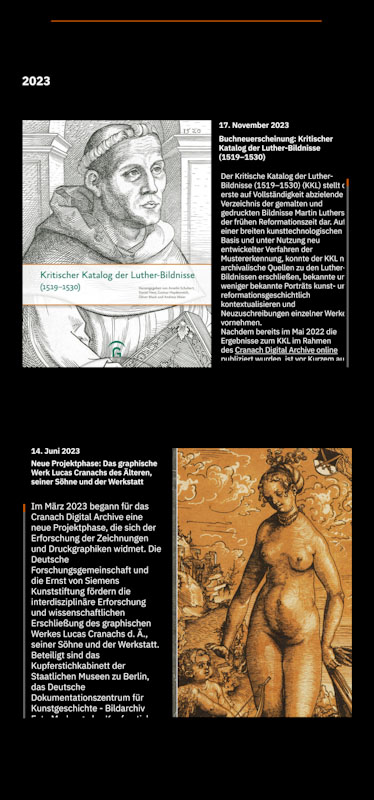 2023
1520
Kritischer Katalog der Luther-Bildnisse
(1519–1530)
17. November 2023
Buchneuerscheinung: Kritischer
Katalog der Luther-Bildnisse
(1519–1530)
Der Kritische Katalog der Luther-
Bildnisse (1519–1530) (KKL) stellt
erste auf Vollständigkeit abzielende
Verzeichnis der gemalten und
gedruckten Bildnisse Martin Luthers
der frühen Reformationszeit dar. Auf
einer breiten kunsttechnologischen
Basis und unter Nutzung neu
entwickelter Verfahren der
Mustererkennung, konnte der KKL
archivalische Quellen zu den Luther-
Bildnissen erschließen, bekannte
weniger bekannte Porträts kunst-
reformationsgeschichtlich
kontextualisieren und
Neuzuschreibungen einzelner
vornehmen.
Nachdem bereits im Mai 2022 die
Ergebnisse zum KKL im Rahmen
des Cranach Digital Archive online
publiziert wurden, ist vor Kurzem
14. Juni 2023
Neue Projektphase: Das graphische
Werk Lucas Cranachs des Älteren,
seiner Söhne und der Werkstatt
Im März 2023 begann für das
Cranach Digital Archive eine
neue Projektphase, die sich der
Erforschung der Zeichnungen
und Druckgraphiken widmet. Die
Deutsche
Forschungsgemeinschaft und
die Ernst von Siemens
Kunststiftung fördern die
interdisziplinäre Erforschung
und wissenschaftlichen
Erschließung des graphischen
Werkes Lucas Cranachs d. Ä.,
seiner Söhne und der Werkstatt.
Beteiligt sind das
Kupferstichkabinett der
Staatlichen Museen zu Berlin,
das Deutsche
Dokumentationszentrum für
Kunstgeschichte - Bildarchiv